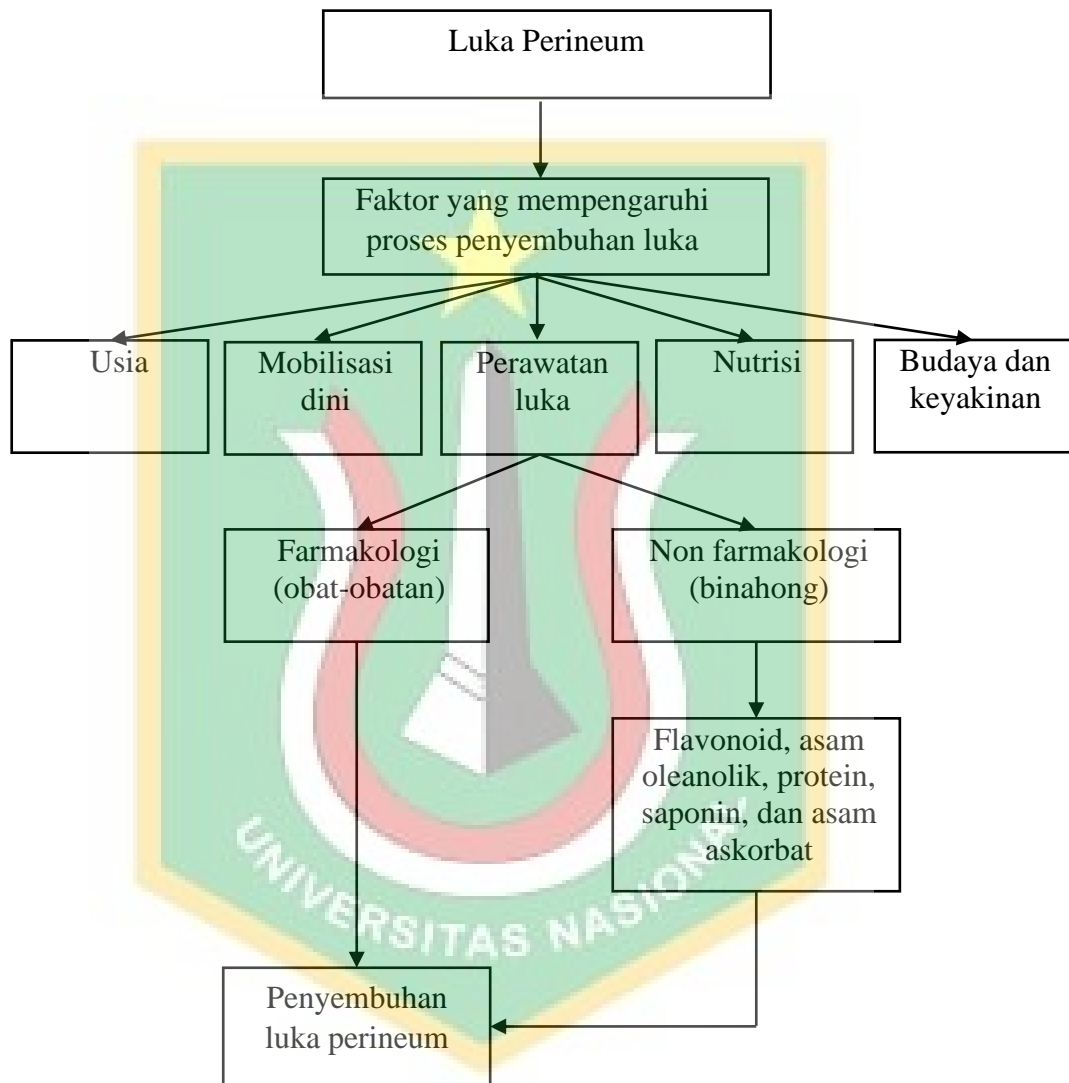 Luka Perineum
Faktor yang mempengaruhi
proses penyembuhan luka
Usia
Mobilisasi
dini
Perawatan
luka
Nutrisi
Budaya dan
keyakinan
Farmakologi
(obat-obatan)
Non farmakologi
(binahong)
Flavonoid, asam
oleanolik, protein,
saponin, dan asam
askorbat
UNIVERSITAS NASIONAL
Penyembuhan
luka perineum